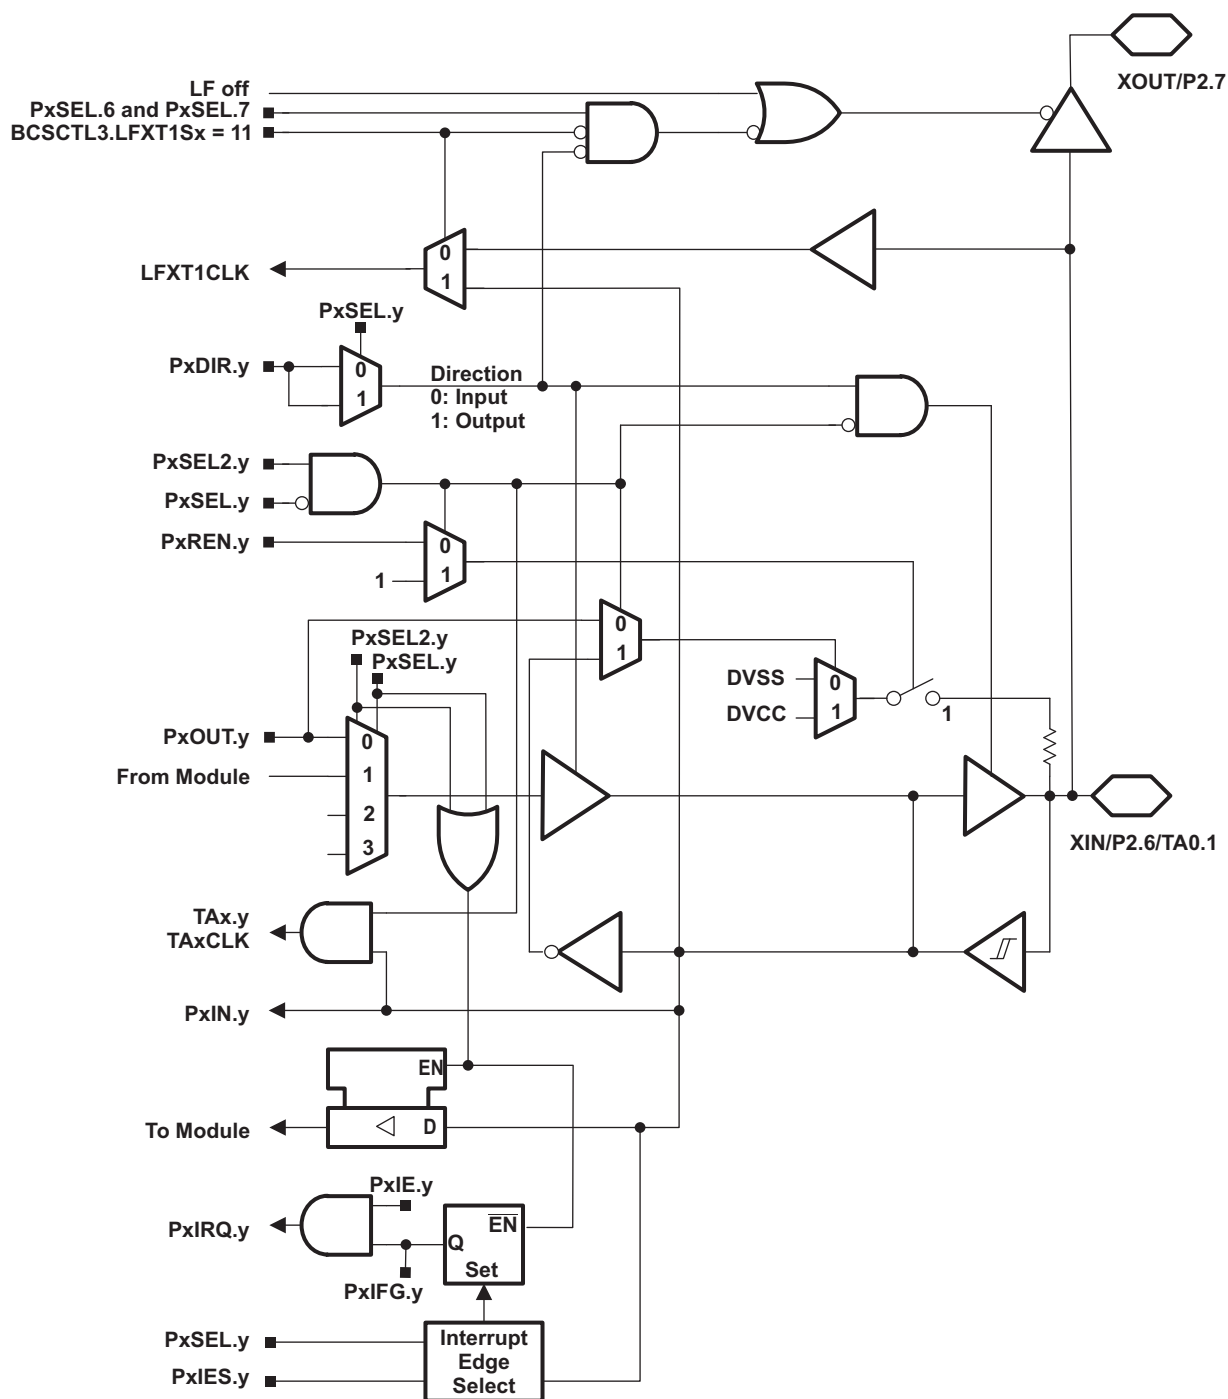 XOUT/P2.7
LF off
PxSEL.6 and PxSEL.7
BCSCTL3.LFXT1Sx = 11
0
LFXT1CLK
1
PxSEL.y
PxDIR.y
0
1
Direction
0: Input
1: Output
PxSEL2.y
PxSEL.y
PxREN.y
0
1
1
0
1
PxSEL2.y
PxSEL.y
DVSS
0
DVCC
1
1
PxOUT.y
0
From Module
1
2
3
XIN/P2.6/TA0.1
TAx.y
TAxCLK
PxIN.y
EN
To Module
D
PxIE.y
PxIRQ.y
EN
Q
Set
PxIFG.y
PxSEL.y
PxIES.y
Interrupt
Edge
Select